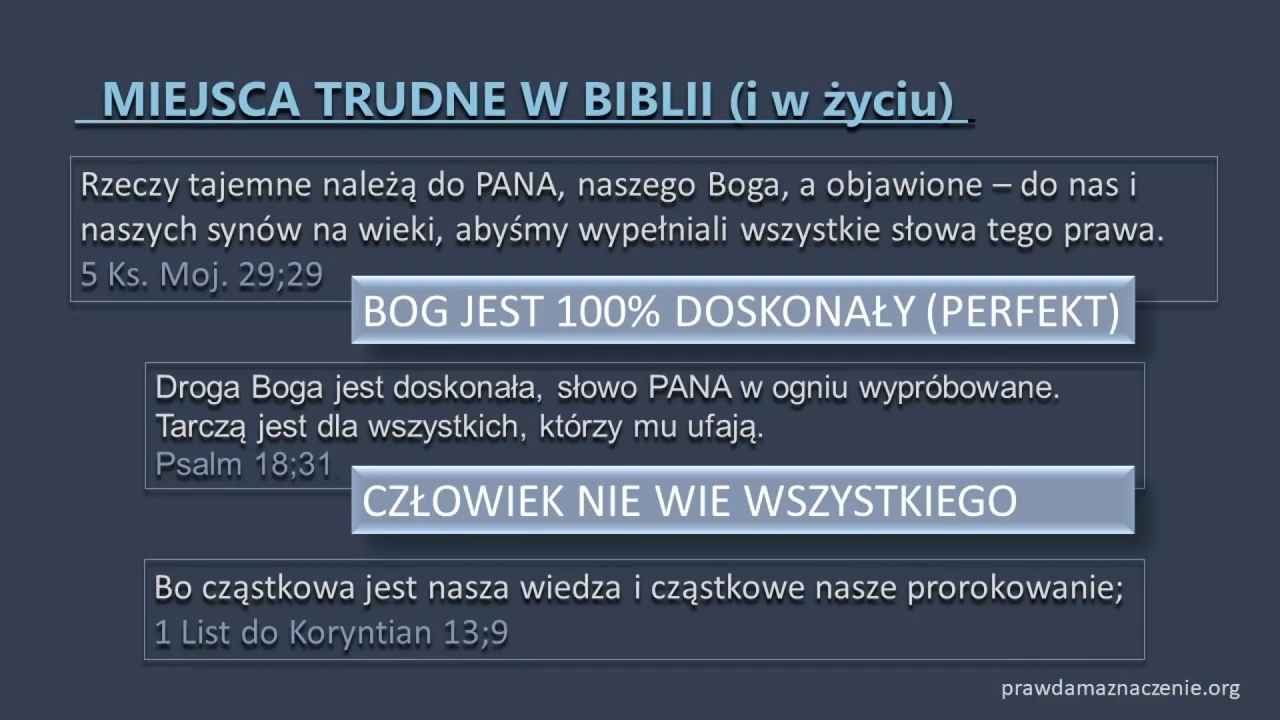 MIEJSCA TRUDNE W BIBLII (i w życiu)
Rzeczy tajemne należą do PANA, naszego Boga, a objawione – do nas i
naszych synów na wieki, abyśmy wypełniali wszystkie słowa tego prawa.
5 Ks. Moj. 29;29
BOG JEST 100% DOSKONAŁY (PERFEKT)
Droga Boga jest doskonała, słowo PANA w ogniu wypróbowane.
Tarczą jest dla wszystkich, którzy mu ufają.
Psalm 18;31
CZŁOWIEK NIE WIE WSZYSTKIEGO
Bo cząstkowa jest nasza wiedza i cząstkowe nasze prorokowanie;
1 List do Koryntian 13;9
prawdamaznaczenie.org